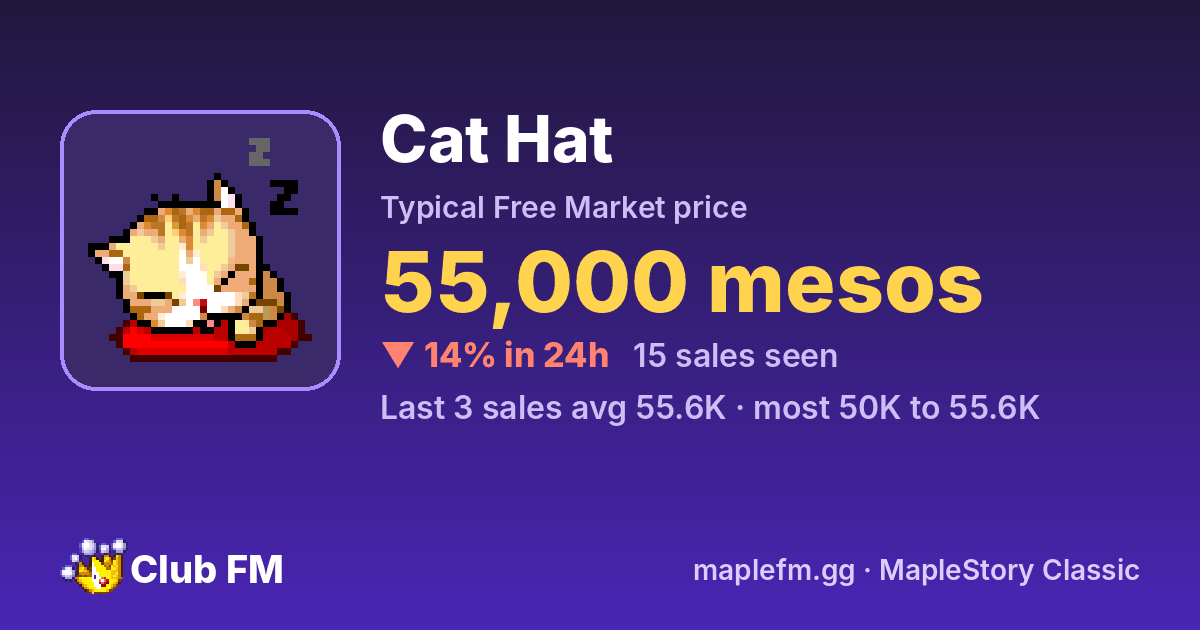 Z
Z
Cat Hat
Typical Free Market price
55,000 mesos
▼ 14% in 24h 15 sales seen
Last 3 sales avg 55.6K · most 50K to 55.6K
Club FM
maplefm.gg · MapleStory Classic